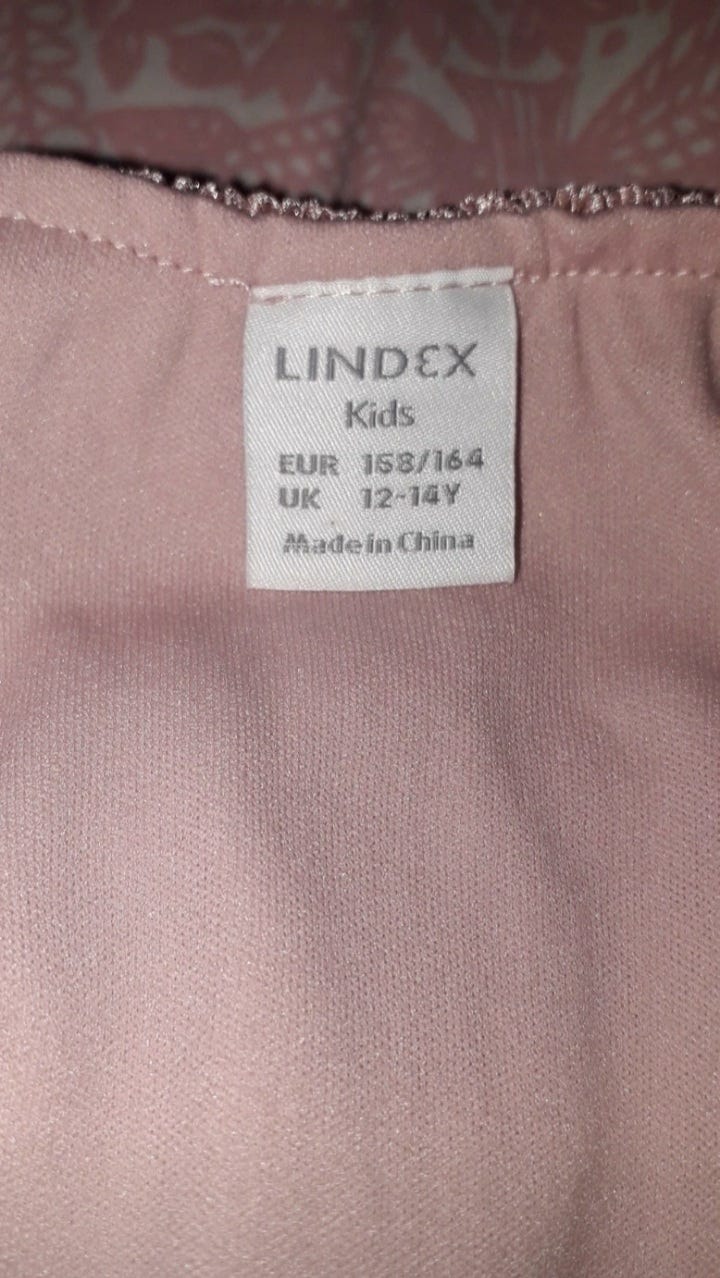 LINDEX
Kids
EUR 158/164
UK 12-14Y
Made in China